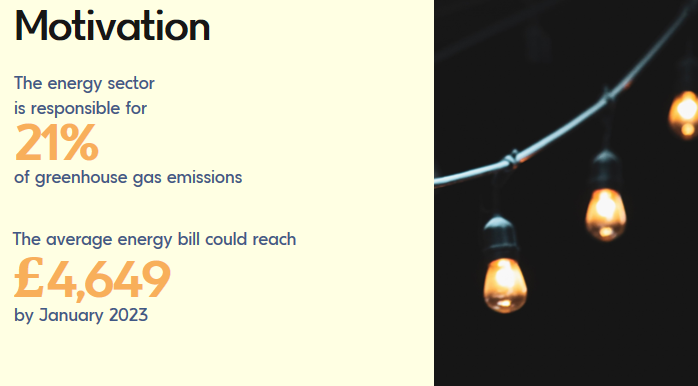 Motivation
The energy sector
is responsible for
21%
of greenhouse gas emissions
The average energy bill could reach
£4,649
by January 2023